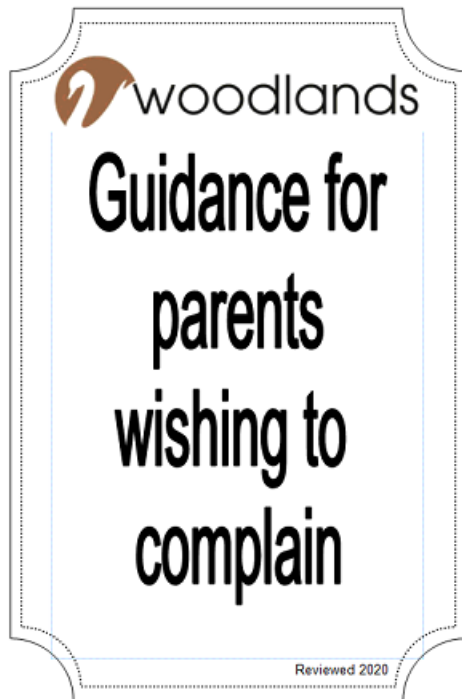 woodlands
Guidance for
parents
wishing to
complain
Reviewed 2020